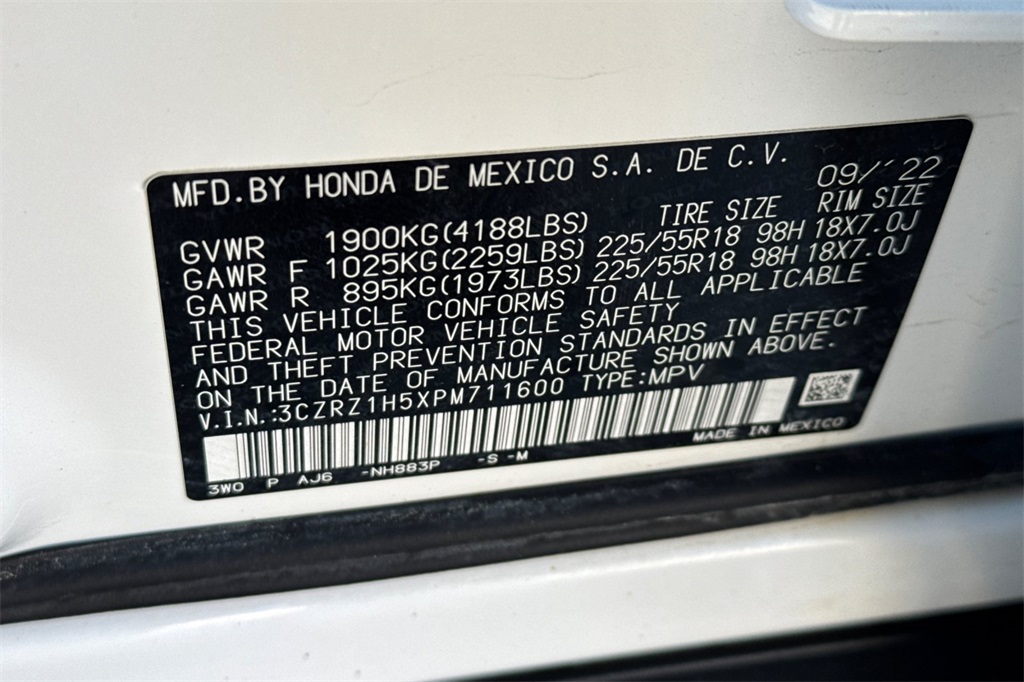 MFD.BY HONDA DE MEXICO S.A. DE C.V. 09/'22
TIRE SIZE RIM SIZE
GVWR 1900KG(4188LBS)
GAWR F 1025KG(2259LBS) 225/55R18 98H 18X7.0J
GAWR R 895KG(1973LBS) 225/55R18 98H 18X7.0J
THIS VEHICLE CONFORMS TO ALL APPLICABLE
FEDERAL MOTOR VEHICLE SAFETY
AND THEFT PREVENTION STANDARDS IN EFFECT
ON THE DATE OF MANUFACTURE SHOWN ABOVE.
V.I.N.:3CZRZ1H5XPM711600 TYPE:MPV
MADE IN MEXICO
3W0 P AJ6 -NH883P -S -M